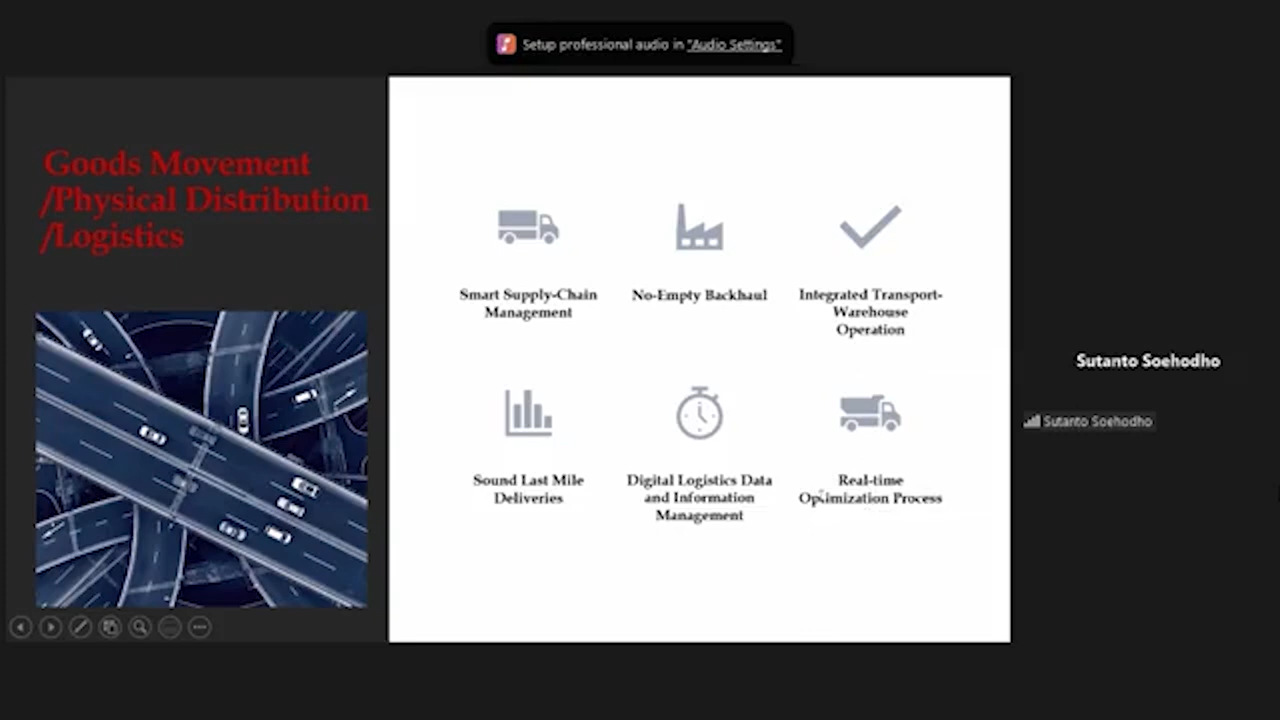 Setup professional audio in "Audio Settings"
Goods Movement
/Physical Distribution
/Logistics
Smart Supply-Chain
Management
No-Empty Backhaul
Integrated Transport-
Warehouse
Operation
Sound Last Mile
Deliveries
Digital Logistics Data
and Information
Management
Real-time
Optimization Process
Sutanto Soehodho
Sutanto Soehodho